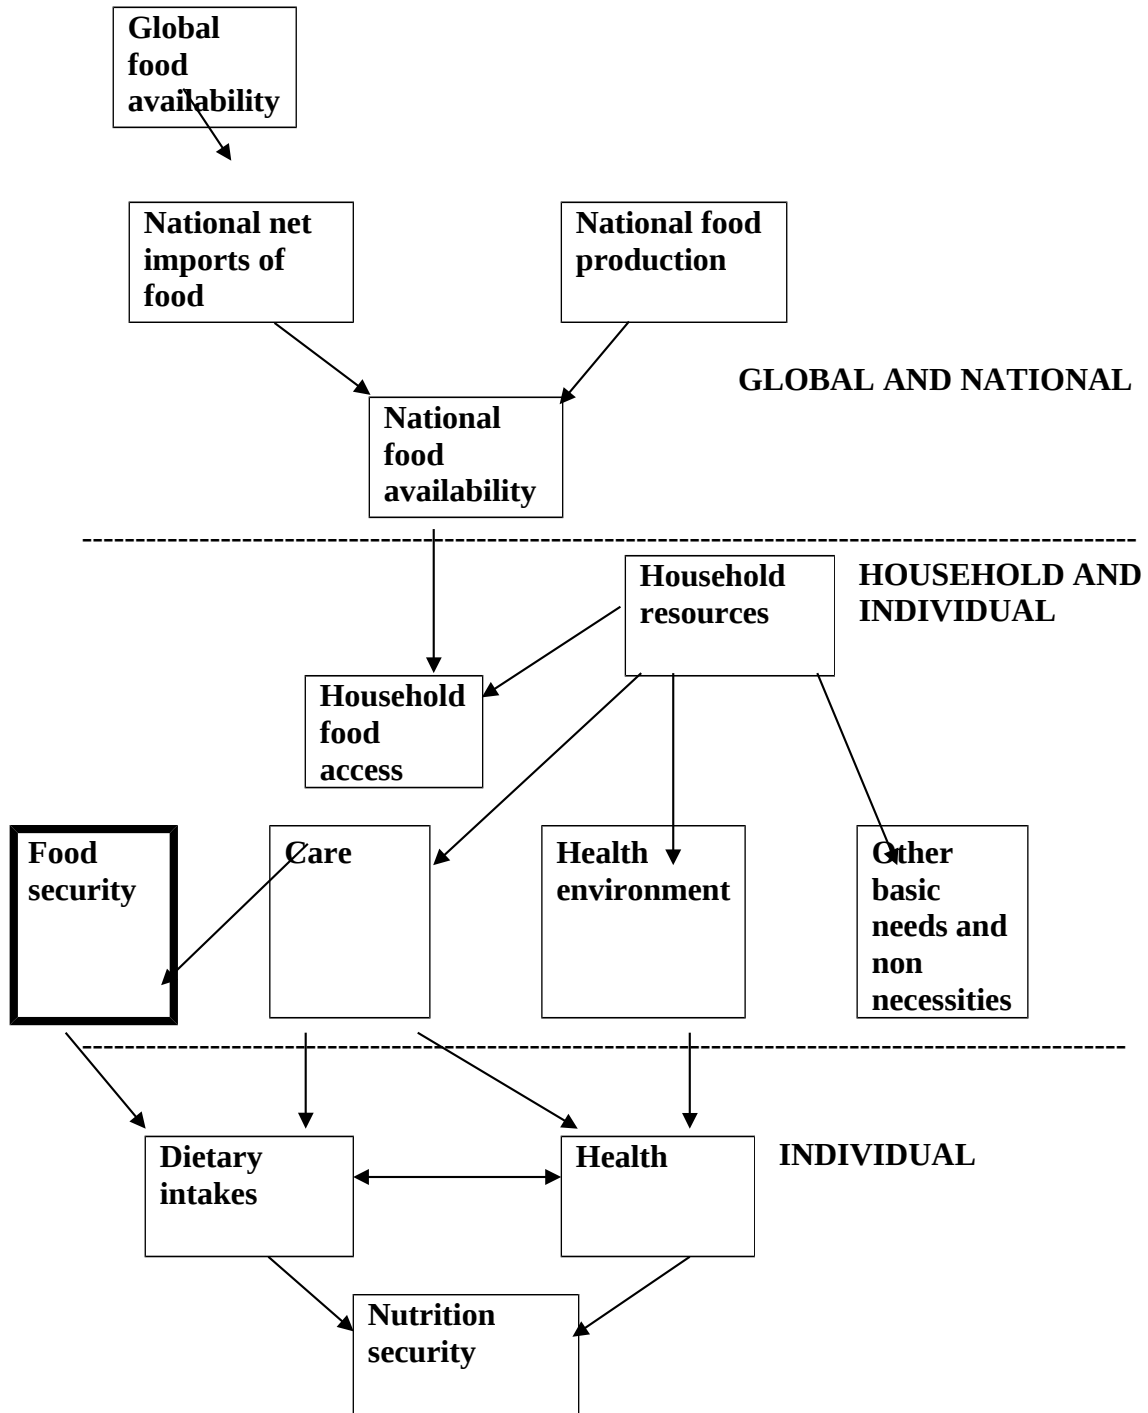 Global
food
availability
National net
imports of
food
National food
production
GLOBAL AND NATIONAL
National
food
availability
Household
resources
HOUSEHOLD AND
INDIVIDUAL
Household
food
access
Food
security
Care
Health
environment
Other
basic
needs and
non
necessities
Dietary
intakes
Health
INDIVIDUAL
Nutrition
security